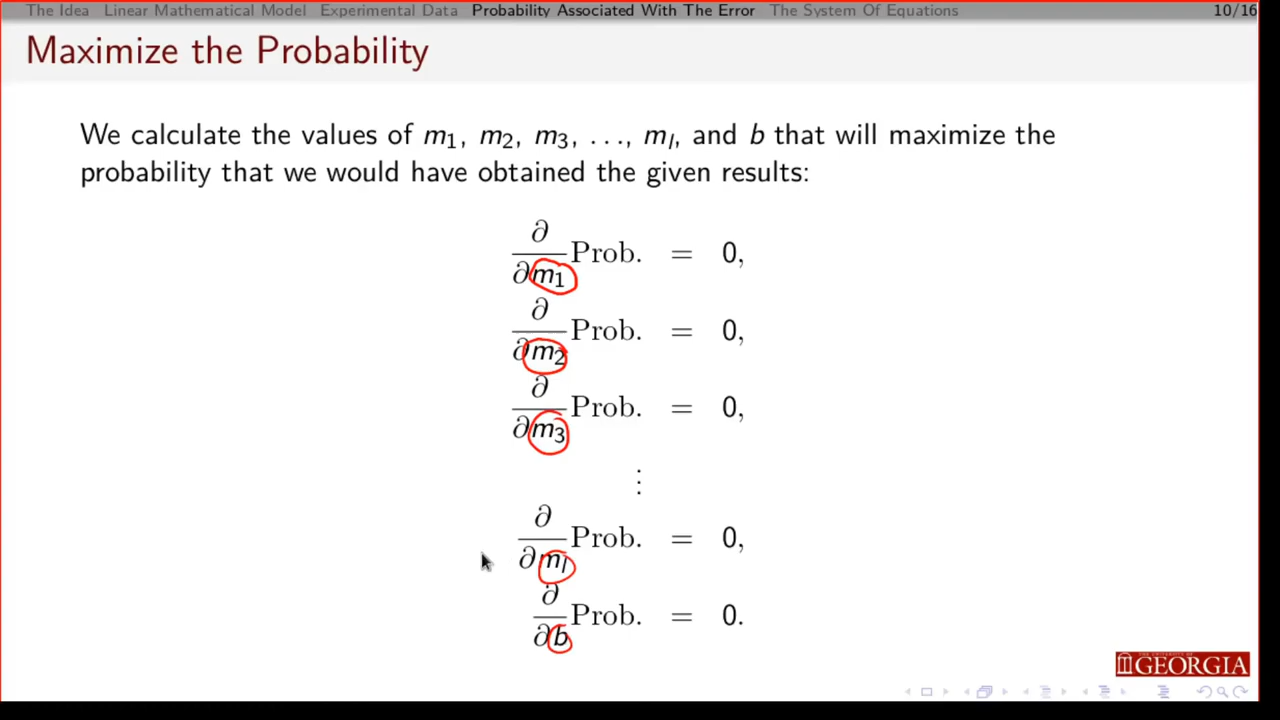 The Idea Linear Mathematical Model Experimental Data Probability Associated With The Error The System Of Equations 10/16
Maximize the Probability
We calculate the values of m₁, m₂, m₃, …, mₗ, and b that will maximize the
probability that we would have obtained the given results:
∂/∂m₁ Prob. = 0,
∂/∂m₂ Prob. = 0,
∂/∂m₃ Prob. = 0,
⋮
∂/∂mₗ Prob. = 0,
∂/∂b Prob. = 0.
GEORGIA